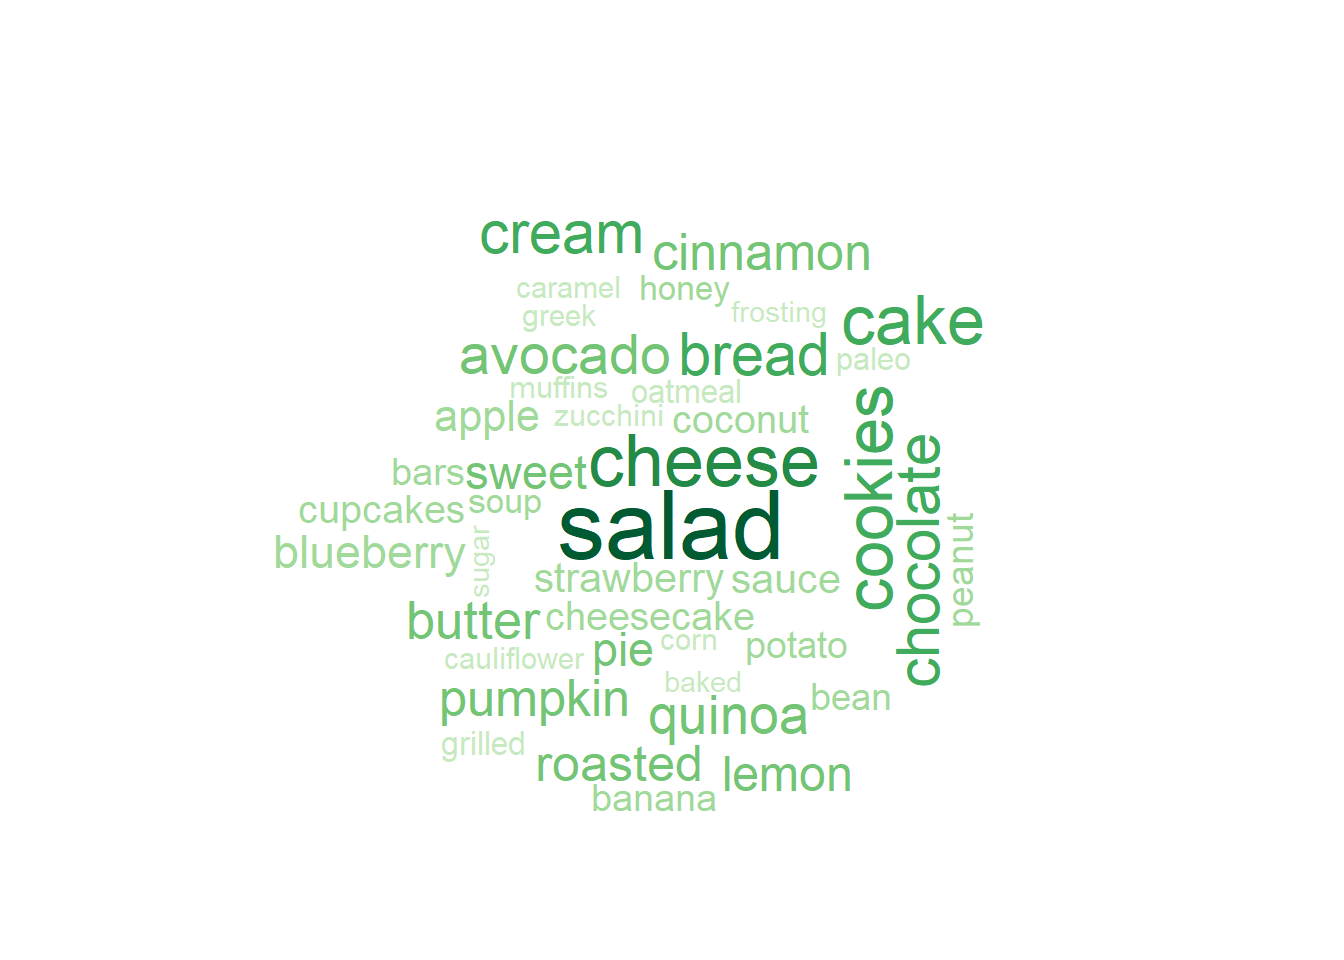 cream
cinnamon
caramel
honey
greek
frosting
cake
avocado
bread
paleo
muffins
oatmeal
apple
zucchini
coconut
cookies
chocolate
bars
sweet
cheese
cupcakes
soup
salad
blueberry
sugar
peanut
strawberry
sauce
butter
cheesecake
pie
corn
potato
cauliflower
baked
pumpkin
quinoa
bean
grilled
roasted
lemon
banana